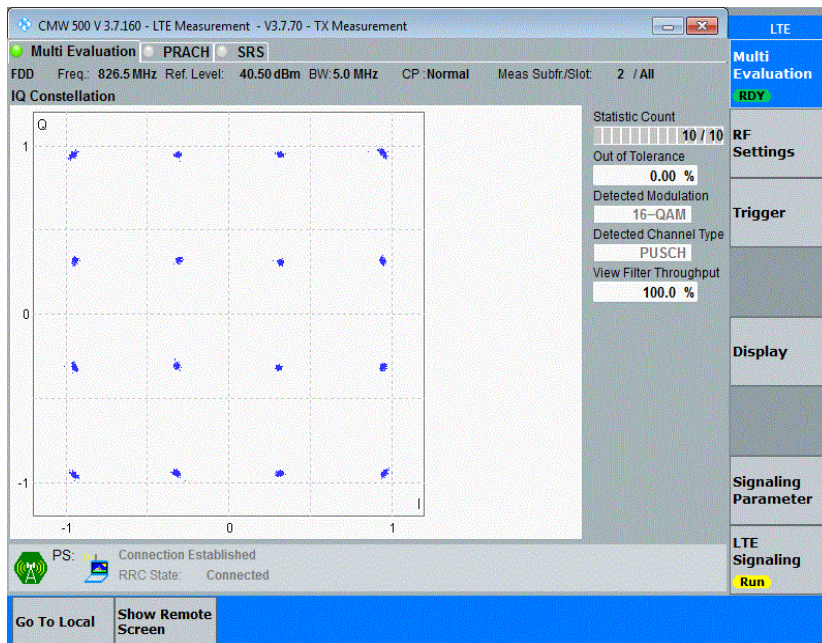 CMW 500 V 3.7.160 - LTE Measurement - V3.7.70 - TX Measurement
LTE
Multi Evaluation PRACH SRS
Multi
Evaluation
RDY
FDD Freq.: 826.5 MHz Ref. Level: 40.50 dBm BW: 5.0 MHz CP : Normal Meas Subfr./Slot: 2 / All
IQ Constellation
Q
1
0
-1
I
-1 0 1
Statistic Count
10 / 10
Out of Tolerance
0.00 %
Detected Modulation
16-QAM
Detected Channel Type
PUSCH
View Filter Throughput
100.0 %
RF
Settings
Trigger
Display
Signaling
Parameter
LTE
Signaling
Run
PS: Connection Established
RRC State: Connected
Go To Local
Show Remote
Screen